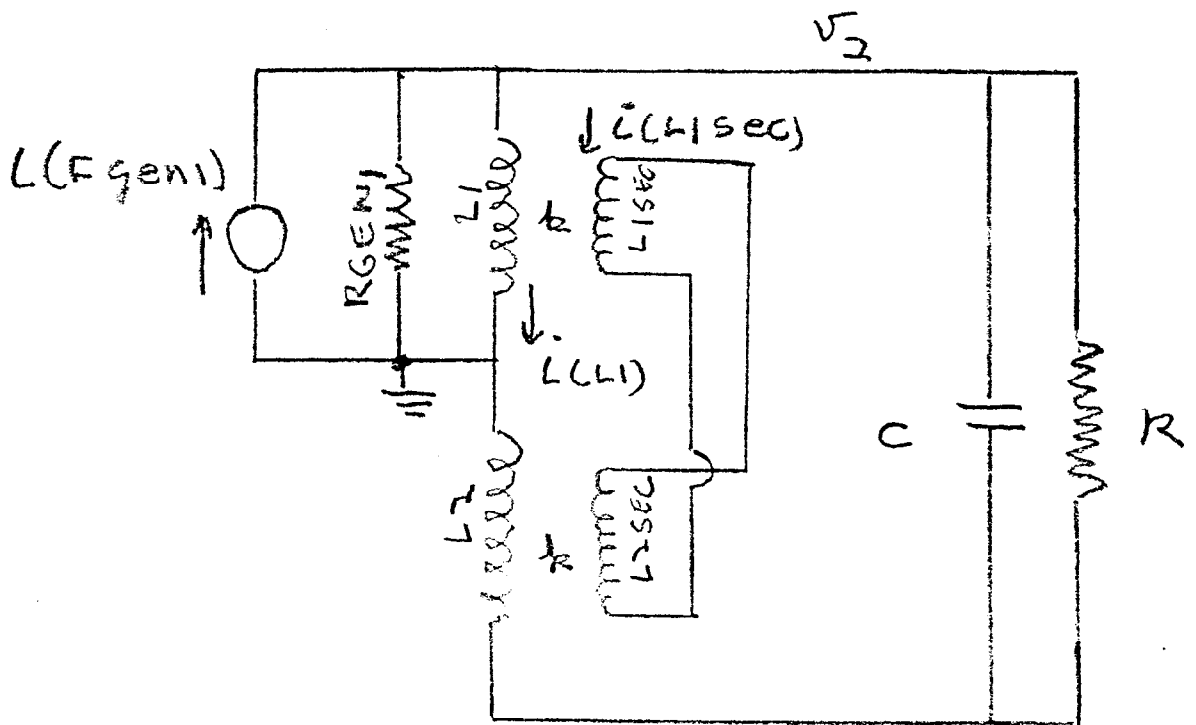 v2
i(L1sec)
i(Fgen1)
RGEN1
L1
k
L1SEC
i(L1)
L2
k
L2SEC
C
R